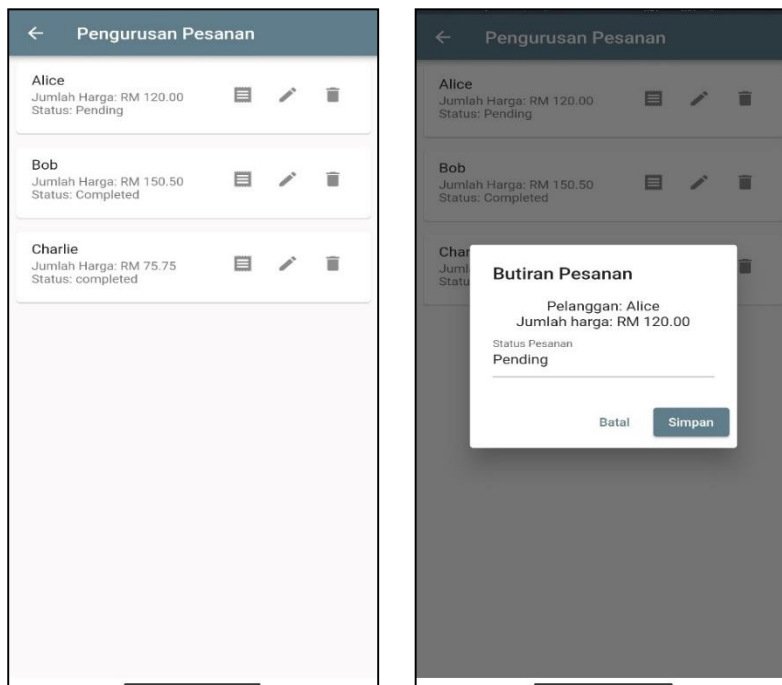 Pengurusan Pesanan
Alice
Jumlah Harga: RM 120.00
Status: Pending
Bob
Jumlah Harga: RM 150.50
Status: Completed
Charlie
Jumlah Harga: RM 75.75
Status: completed
Pengurusan Pesanan
Alice
Jumlah Harga: RM 120.00
Status: Pending
Bob
Jumlah Harga: RM 150.50
Status: Completed
Char
Juml
Statu
Butiran Pesanan
Pelanggan: Alice
Jumlah harga: RM 120.00
Status Pesanan
Pending
Batal Simpan